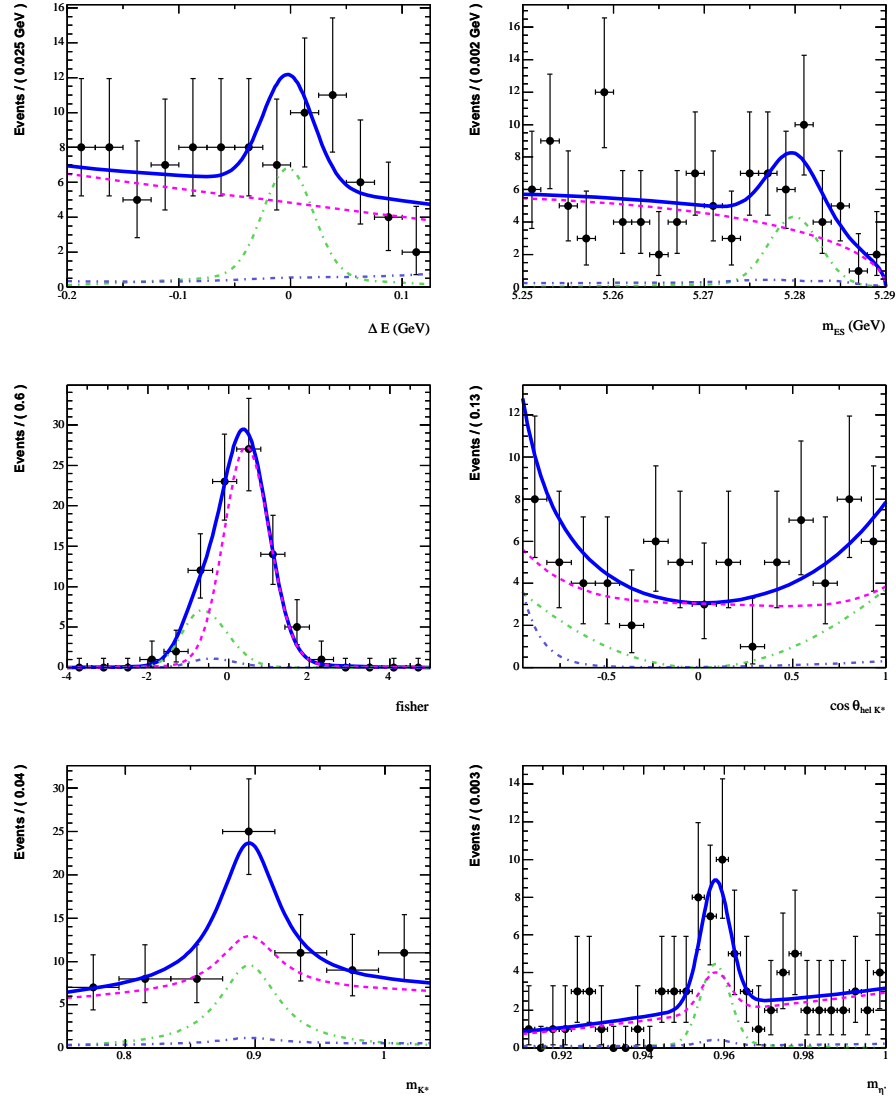 Events / ( 0.025 GeV )
16
14
12
10
8
6
4
2
0
-0.2 -0.1 0 0.1
Δ E (GeV)
Events / ( 0.002 GeV )
16
14
12
10
8
6
4
2
0
5.25 5.26 5.27 5.28 5.29
m_ES (GeV)
Events / ( 0.6 )
30
25
20
15
10
5
0
-4 -2 0 2 4
fisher
Events / ( 0.13 )
12
10
8
6
4
2
0
-0.5 0 0.5 1
cos θ_hel K*
Events / ( 0.04 )
30
25
20
15
10
5
0
0.8 0.9 1
m_K*
Events / ( 0.003 )
14
12
10
8
6
4
2
0
0.92 0.94 0.96 0.98 1
m_η'